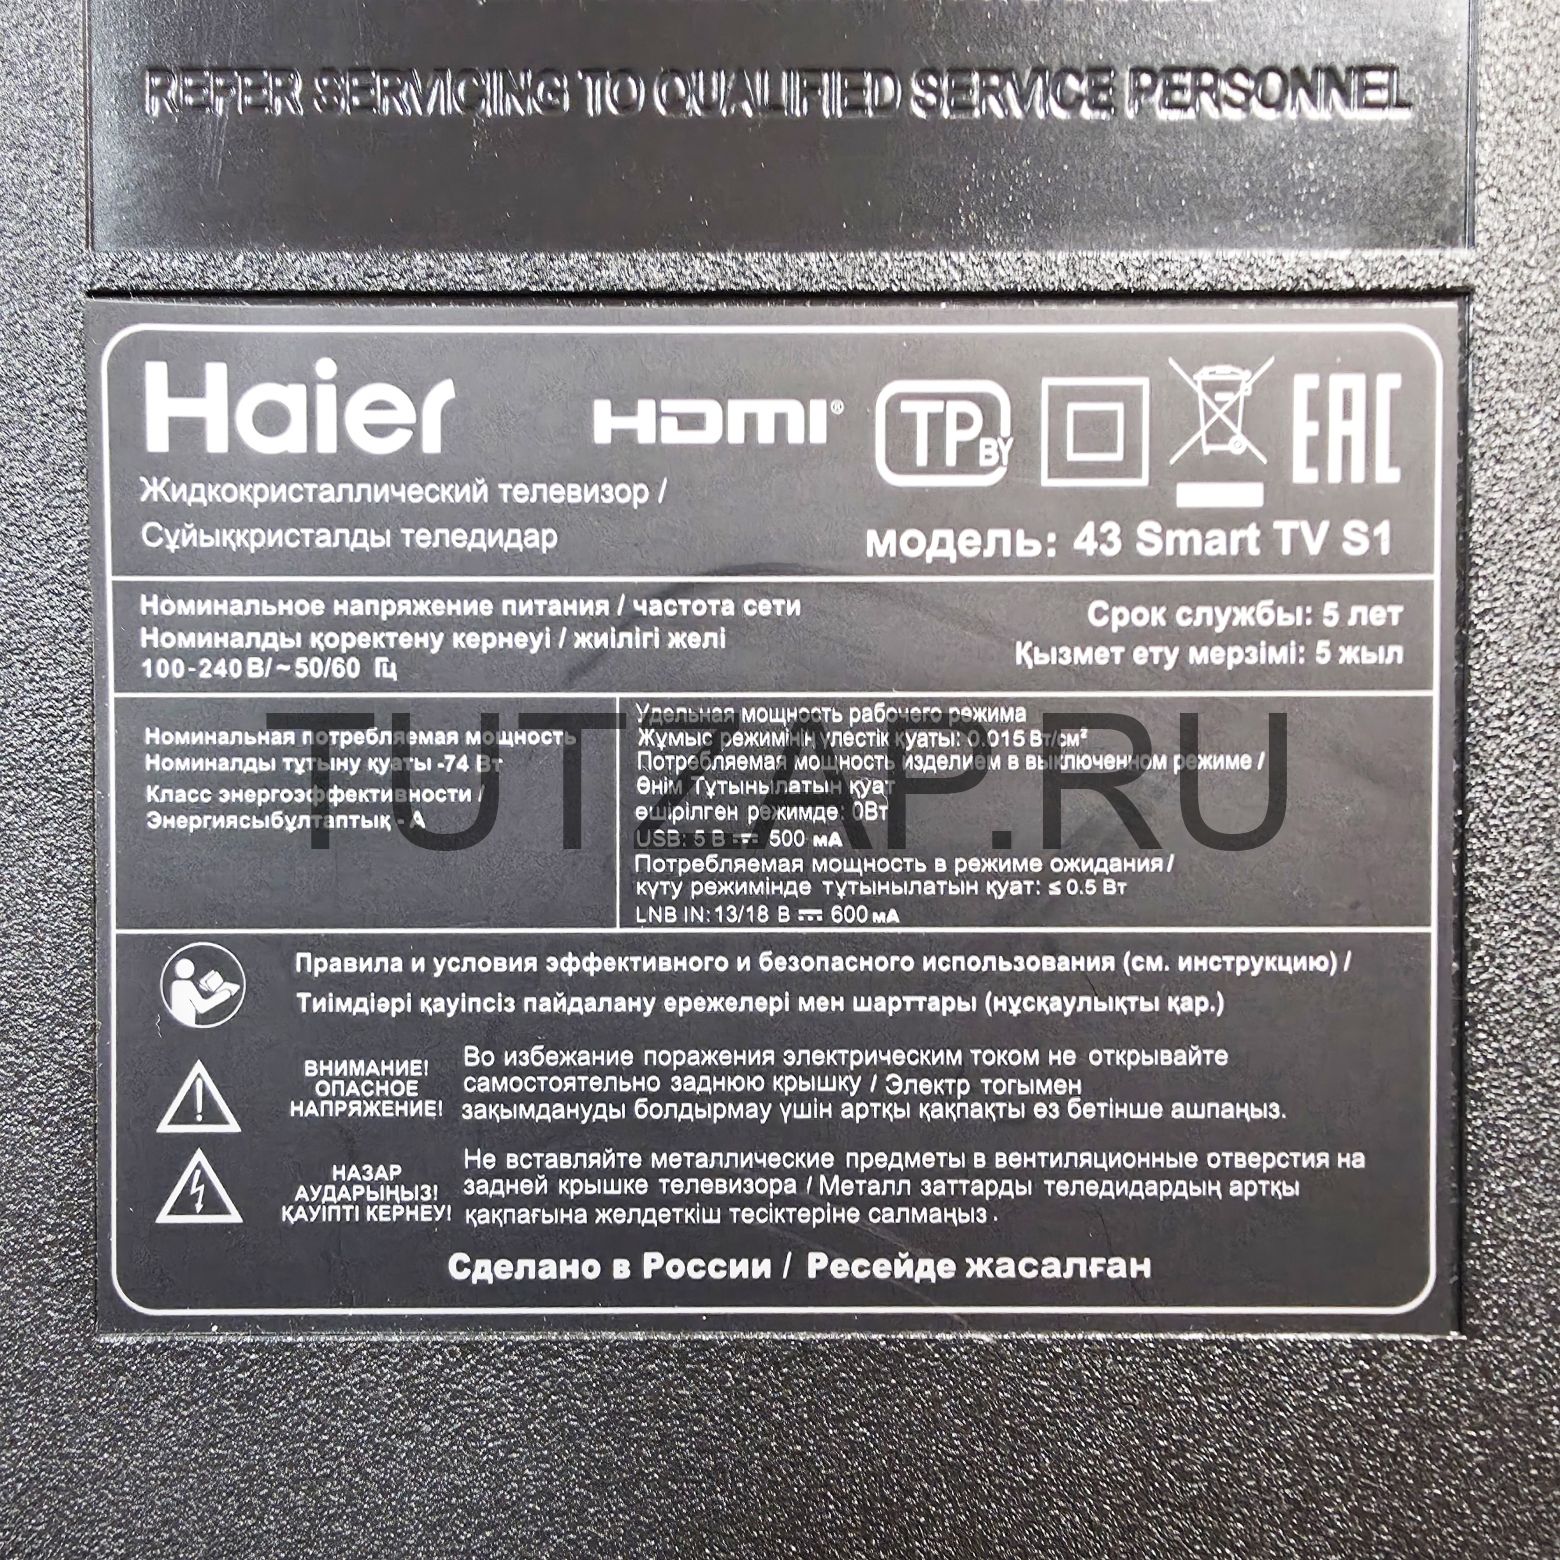 REFER SERVICING TO QUALIFIED SERVICE PERSONNEL
Haier
HDMI®
TP BY
EAC
Жидкокристаллический телевизор /
Сұйыққристалды теледидар
модель: 43 Smart TV S1
Номинальное напряжение питания / частота сети
Номиналды қоректену кернеуі / жиілігі желі
100-240 В/ ~ 50/60 Гц
Срок службы: 5 лет
Қызмет ету мерзімі: 5 жыл
Номинальная потребляемая мощность
Номиналды тұтыну қуаты -74 Вт
Класс энергоэффективности /
Энергиясыбұлтаптық - А
Удельная мощность рабочего режима
Жұмыс режимінің үлестік қуаты: 0.015 Вт/см²
Потребляемая мощность изделием в выключенном режиме /
Өнім Тұтынылатын қуат
өшірілген режимде: 0Вт
USB: 5 В ⎓ 500 мА
Потребляемая мощность в режиме ожидания /
күту режимінде тұтынылатын қуат: ≤ 0.5 Вт
LNB IN: 13/18 В ⎓ 600 мА
TUTZAP.RU
Правила и условия эффективного и безопасного использования (см. инструкцию) /
Тиімдіәрі қауіпсіз пайдалану ережелері мен шарттары (нұсқаулықты қар.)
ВНИМАНИЕ!
ОПАСНОЕ
НАПРЯЖЕНИЕ!
Во избежание поражения электрическим током не открывайте
самостоятельно заднюю крышку / Электр тогымен
зақымдануды болдырмау үшін артқы қақпақты өз бетінше ашпаңыз.
НАЗАР
АУДАРЫҢЫЗ!
ҚАУІПТІ КЕРНЕУ!
Не вставляйте металлические предметы в вентиляционные отверстия на
задней крышке телевизора / Металл заттарды теледидардың артқы
қақпағына желдеткіш тесіктеріне салмаңыз.
Сделано в России / Ресейде жасалған